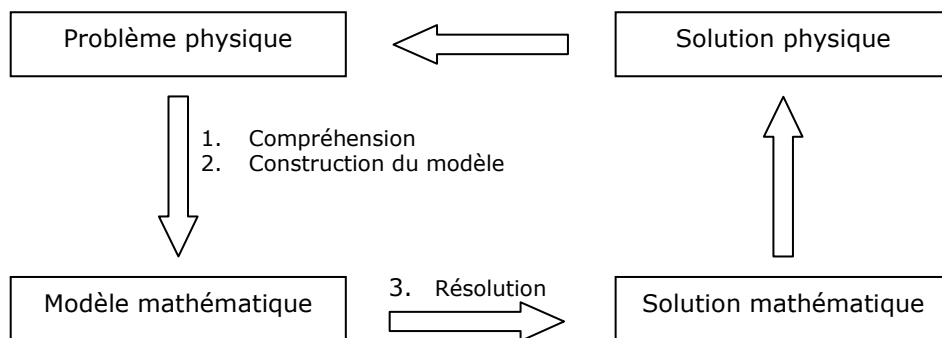 Problème physique
Solution physique
1. Compréhension
2. Construction du modèle
Modèle mathématique
3. Résolution
Solution mathématique